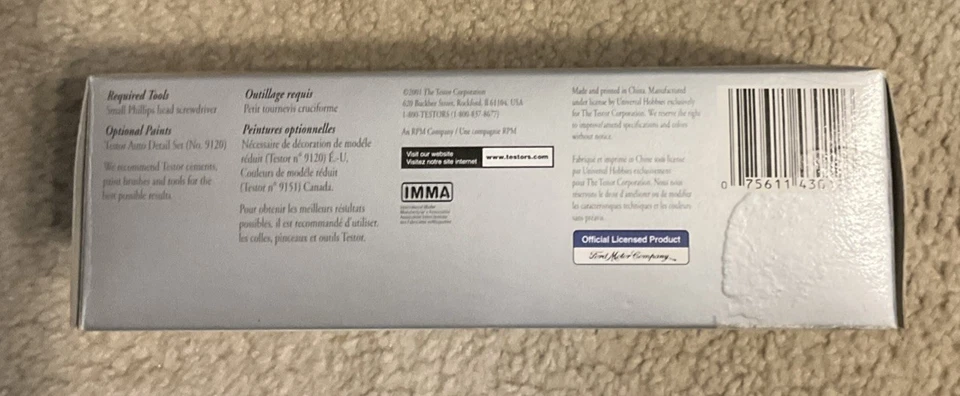 Required Tools
Small Phillips head screwdriver
Optional Paints
Testor Auto Detail Set (No. 9120)
We recommend Testor cements,
paint brushes and tools for the
best possible results.
Outillage requis
Petit tournevis cruciforme
Peintures optionnelles
Nécessaire de décoration de modèle
réduit (Testor n° 9120) É.-U.
Couleurs de modèle réduit
(Testor n° 9151) Canada.
Pour obtenir les meilleurs résultats
possibles, il est recommandé d'utiliser
les colles, pinceaux et outils Testor.
©2001 The Testor Corporation
620 Buckbee Street, Rockford, Il 61104, USA
1-800 TESTORS (1-800-837-8677)
An RPM Company / Une compagnie RPM
Visit our website
Visitez notre site internet
www.testors.com
IMMA
International Model
Manufacturer's Association
Made and printed in China. Manufactured
under license by Universal Hobbies exclusively
for The Testor Corporation. We reserve the right
to improve/amend specifications and colors
without notice.
Fabriqué et imprimé en Chine sous licence
par Universal Hobbies exclusivement
pour The Testor Corporation. Nous nous
réservons le droit d'améliorer ou de modifier
les caractéristiques techniques et les couleurs
sans préavis.
Official Licensed Product
Ford Motor Company
0 75611 430